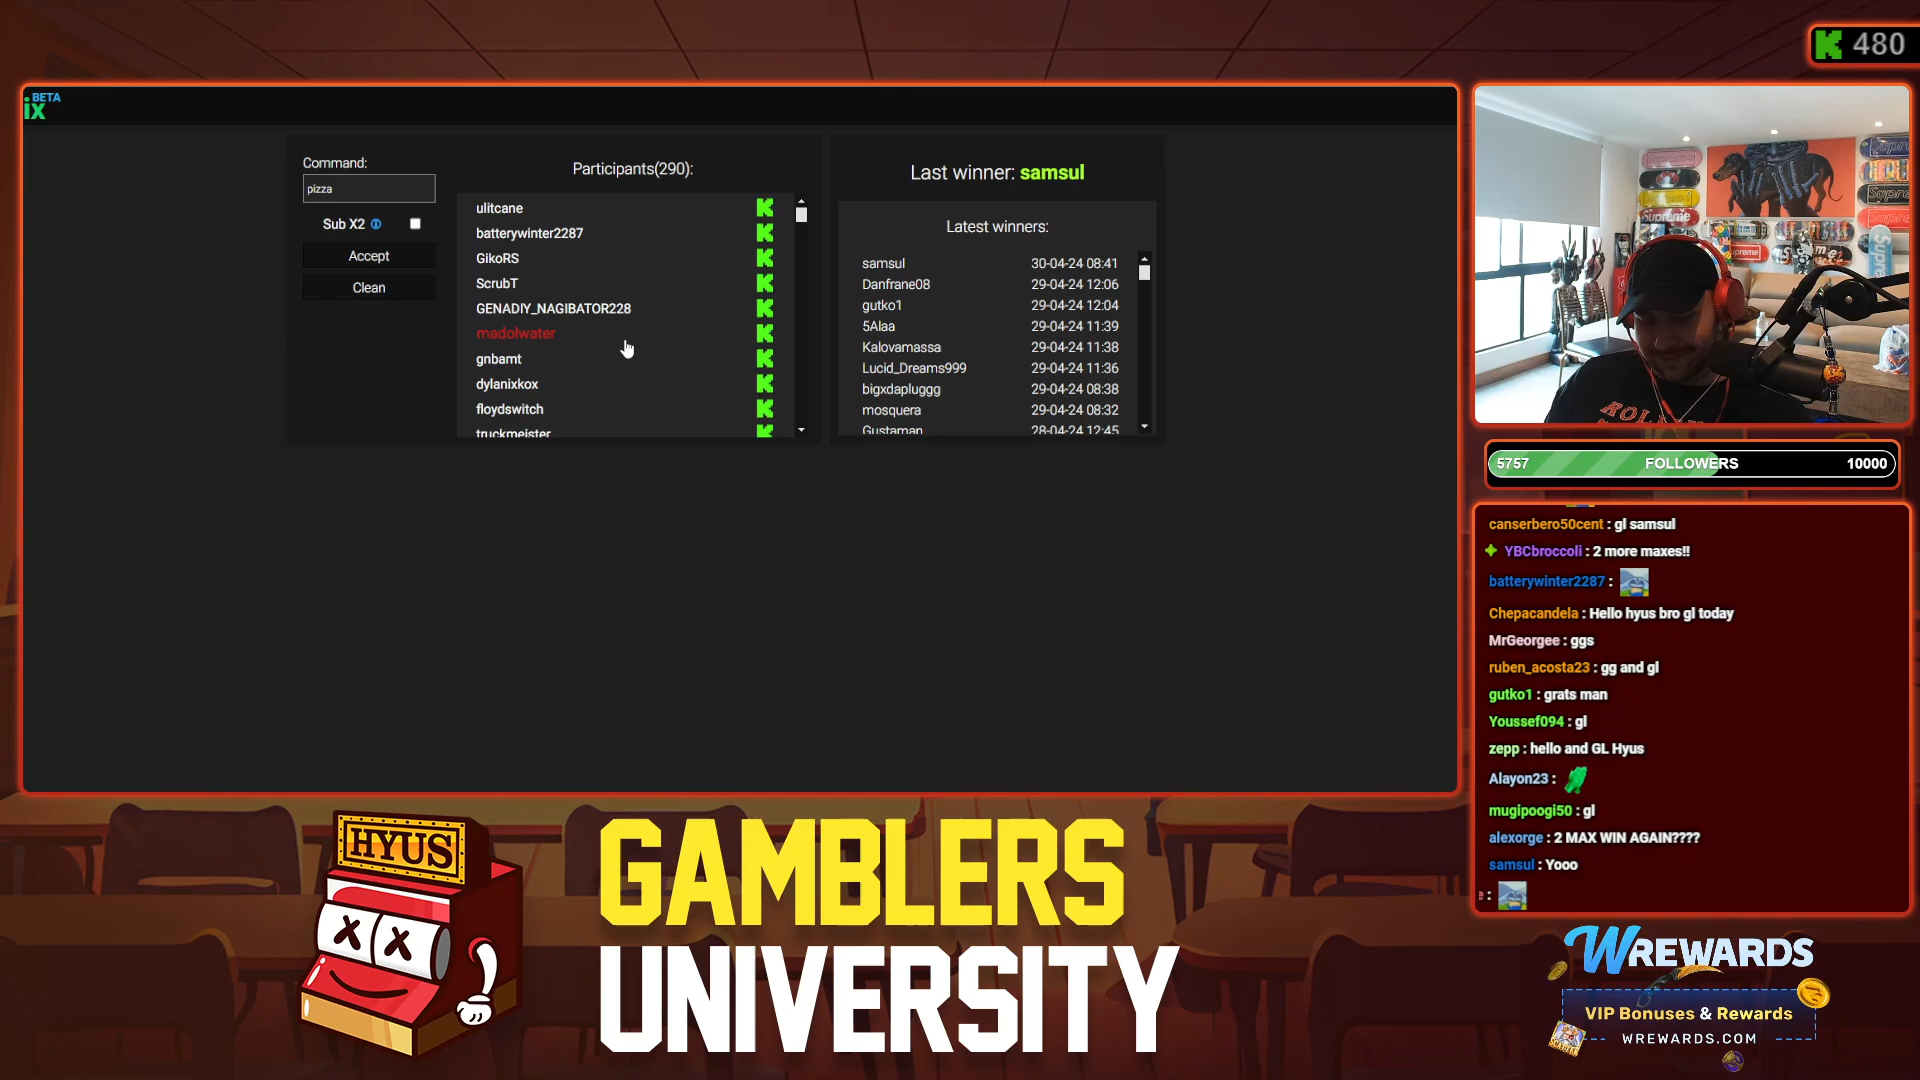 480
BETA
ix
Command:
pizza
Sub X2
Accept
Clean
Participants(290):
ulitcane
batterywinter2287
GikoRS
ScrubT
GENADIY_NAGIBATOR228
madolwater
gnbamt
dylanixkox
floydswitch
truckmeister
Last winner: samsul
Latest winners:
samsul 30-04-24 08:41
Danfrane08 29-04-24 12:06
gutko1 29-04-24 12:04
5Alaa 29-04-24 11:39
Kalovamassa 29-04-24 11:38
Lucid_Dreams999 29-04-24 11:36
bigxdapluggg 29-04-24 08:38
mosquera 29-04-24 08:32
Gustaman 28-04-24 12:45
Supreme
5757 FOLLOWERS 10000
canserbero50cent : gl samsul
YBCbroccoli : 2 more maxes!!
batterywinter2287 :
Chepacandela : Hello hyus bro gl today
MrGeorgee : ggs
ruben_acosta23 : gg and gl
gutko1 : grats man
Youssef094 : gl
zepp : hello and GL Hyus
Alayon23 :
mugipoogi50 : gl
alexorge : 2 MAX WIN AGAIN????
samsul : Yooo
HYUS
X X
GAMBLERS
UNIVERSITY
WREWARDS
VIP Bonuses & Rewards
WREWARDS.COM